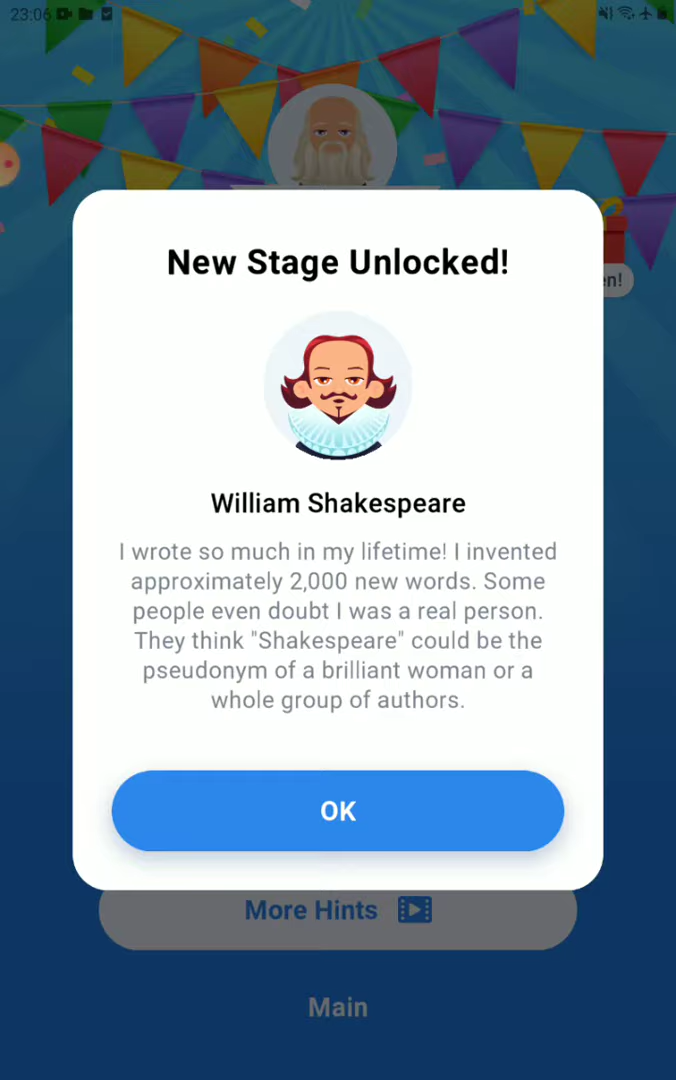 23:06
en!
New Stage Unlocked!
William Shakespeare
I wrote so much in my lifetime! I invented
approximately 2,000 new words. Some
people even doubt I was a real person.
They think "Shakespeare" could be the
pseudonym of a brilliant woman or a
whole group of authors.
OK
More Hints
Main